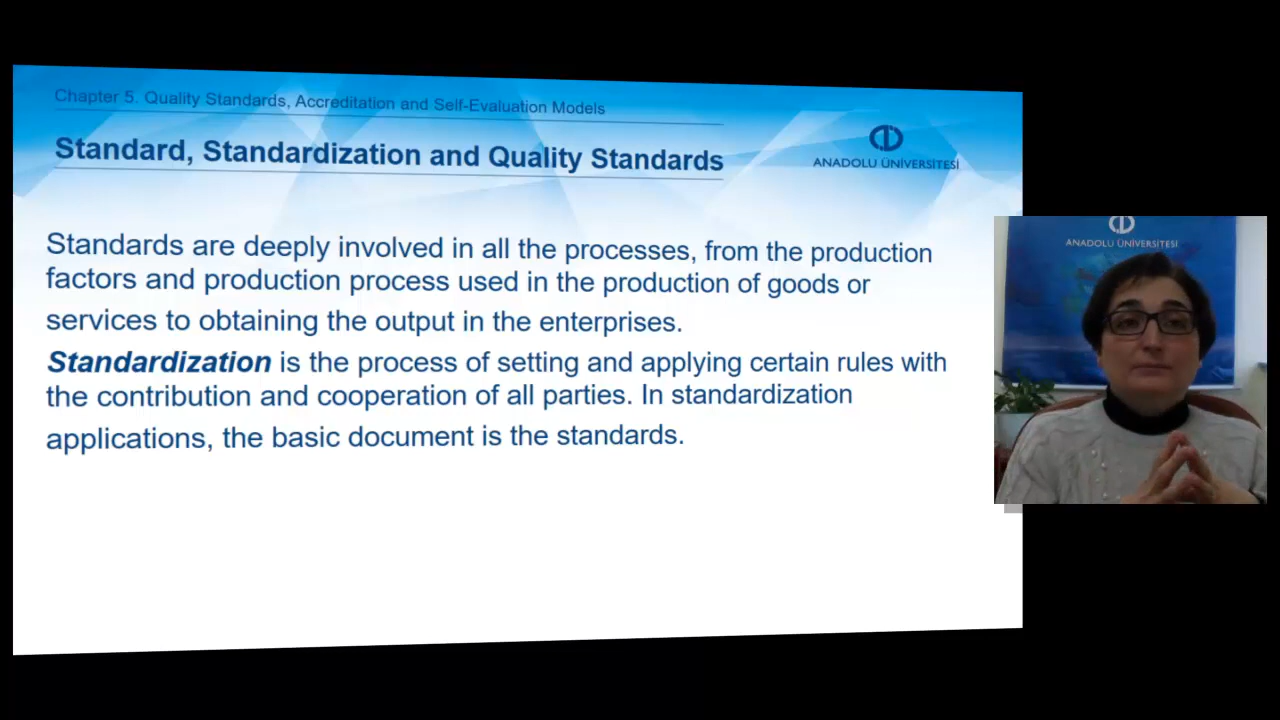 Chapter 5. Quality Standards, Accreditation and Self-Evaluation Models
Standard, Standardization and Quality Standards
ANADOLU ÜNİVERSİTESİ
Standards are deeply involved in all the processes, from the production
factors and production process used in the production of goods or
services to obtaining the output in the enterprises.
Standardization is the process of setting and applying certain rules with
the contribution and cooperation of all parties. In standardization
applications, the basic document is the standards.
ANADOLU ÜNİVERSİTESİ